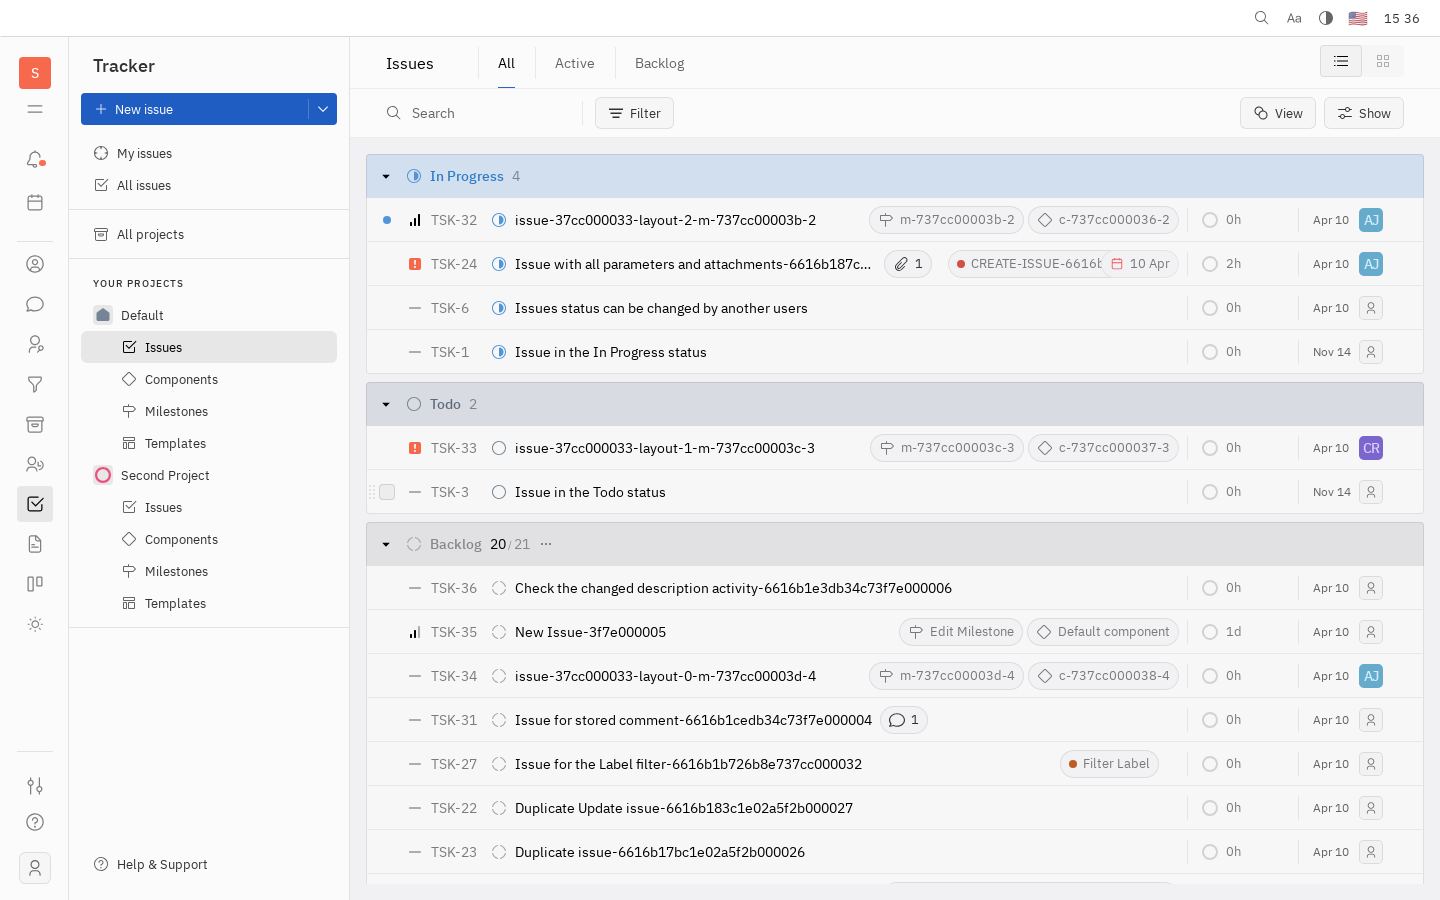 Aa 15 36
S
Tracker
New issue
My issues
All issues
All projects
YOUR PROJECTS
Default
Issues
Components
Milestones
Templates
Second Project
Issues
Components
Milestones
Templates
Help & Support
Issues All Active Backlog
Search Filter View Show
In Progress 4
TSK-32 issue-37cc000033-layout-2-m-737cc00003b-2 m-737cc00003b-2 c-737cc000036-2 0h Apr 10 AJ
TSK-24 Issue with all parameters and attachments-6616b187c... 1 CREATE-ISSUE-6616b 10 Apr 2h Apr 10 AJ
TSK-6 Issues status can be changed by another users 0h Apr 10
TSK-1 Issue in the In Progress status 0h Nov 14
Todo 2
TSK-33 issue-37cc000033-layout-1-m-737cc00003c-3 m-737cc00003c-3 c-737cc000037-3 0h Apr 10 CR
TSK-3 Issue in the Todo status 0h Nov 14
Backlog 20/21 ...
TSK-36 Check the changed description activity-6616b1e3db34c73f7e000006 0h Apr 10
TSK-35 New Issue-3f7e000005 Edit Milestone Default component 1d Apr 10
TSK-34 issue-37cc000033-layout-0-m-737cc00003d-4 m-737cc00003d-4 c-737cc000038-4 0h Apr 10 AJ
TSK-31 Issue for stored comment-6616b1cedb34c73f7e000004 1 0h Apr 10
TSK-27 Issue for the Label filter-6616b1b726b8e737cc000032 Filter Label 0h Apr 10
TSK-22 Duplicate Update issue-6616b183c1e02a5f2b000027 0h Apr 10
TSK-23 Duplicate issue-6616b17bc1e02a5f2b000026 0h Apr 10